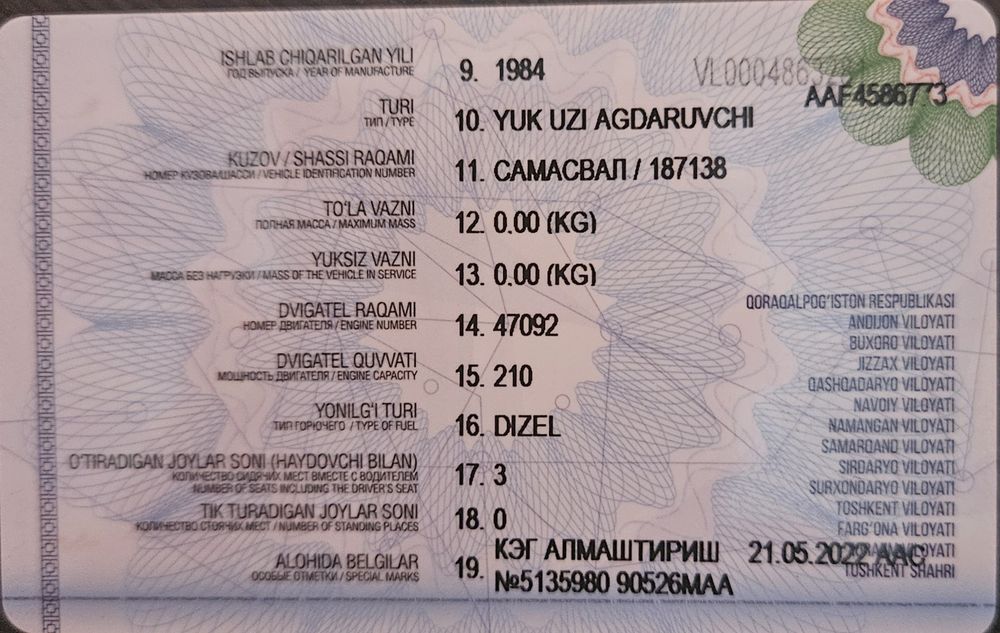 VL000486
AAF4586773
ISHLAB CHIQARILGAN YILI 9. 1984
ГОД ВЫПУСКА / YEAR OF MANUFACTURE
TURI 10. YUK UZI AGDARUVCHI
ТИП / TYPE
KUZOV / SHASSI RAQAMI 11. САМАСВАЛ / 187138
НОМЕР КУЗОВА/ШАССИ / VEHICLE IDENTIFICATION NUMBER
TO'LA VAZNI 12. 0.00 (KG)
ПОЛНАЯ МАССА / MAXIMUM MASS
YUKSIZ VAZNI 13. 0.00 (KG)
МАССА БЕЗ НАГРУЗКИ / MASS OF THE VEHICLE IN SERVICE
DVIGATEL RAQAMI 14. 47092
НОМЕР ДВИГАТЕЛЯ / ENGINE NUMBER
DVIGATEL QUVVATI 15. 210
МОЩНОСТЬ ДВИГАТЕЛЯ / ENGINE CAPACITY
YONILG'I TURI 16. DIZEL
ТИП ГОРЮЧЕГО / TYPE OF FUEL
O'TIRADIGAN JOYLAR SONI (HAYDOVCHI BILAN) 17. 3
КОЛИЧЕСТВО СИДЯЧИХ МЕСТ ВМЕСТЕ С ВОДИТЕЛЕМ
NUMBER OF SEATS INCLUDING THE DRIVER'S SEAT
TIK TURADIGAN JOYLAR SONI 18. 0
КОЛИЧЕСТВО СТОЯЧИХ МЕСТ / NUMBER OF STANDING PLACES
ALOHIDA BELGILAR 19. КЭГ АЛМАШТИРИШ 21.05.2022 ААС
ОСОБЫЕ ОТМЕТКИ / SPECIAL MARKS
№5135980 90526МАА
QORAQALPOG'ISTON RESPUBLIKASI
ANDIJON VILOYATI
BUXORO VILOYATI
JIZZAX VILOYATI
QASHQADARYO VILOYATI
NAVOIY VILOYATI
NAMANGAN VILOYATI
SAMARQAND VILOYATI
SIRDARYO VILOYATI
SURXONDARYO VILOYATI
TOSHKENT VILOYATI
FARG'ONA VILOYATI
TOSHKENT SHAHRI